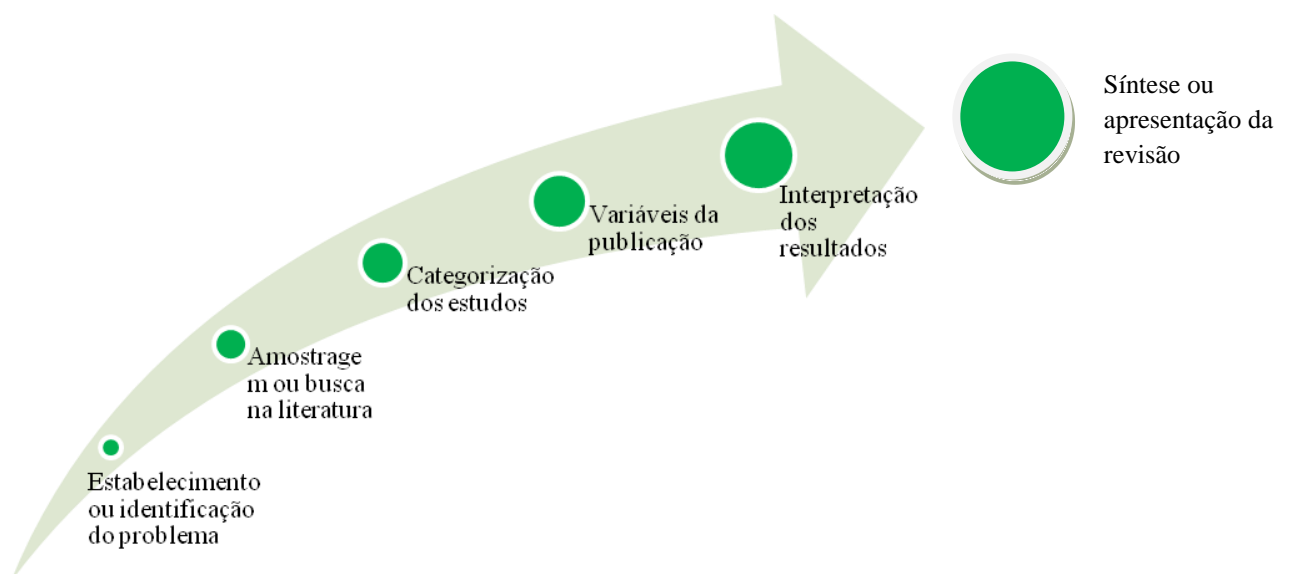 Estabelecimento
ou identificação
do problema
Amostrage
m ou busca
na literatura
Categorização
dos estudos
Variáveis da
publicação
Interpretação
dos
resultados
Síntese ou
apresentação da
revisão